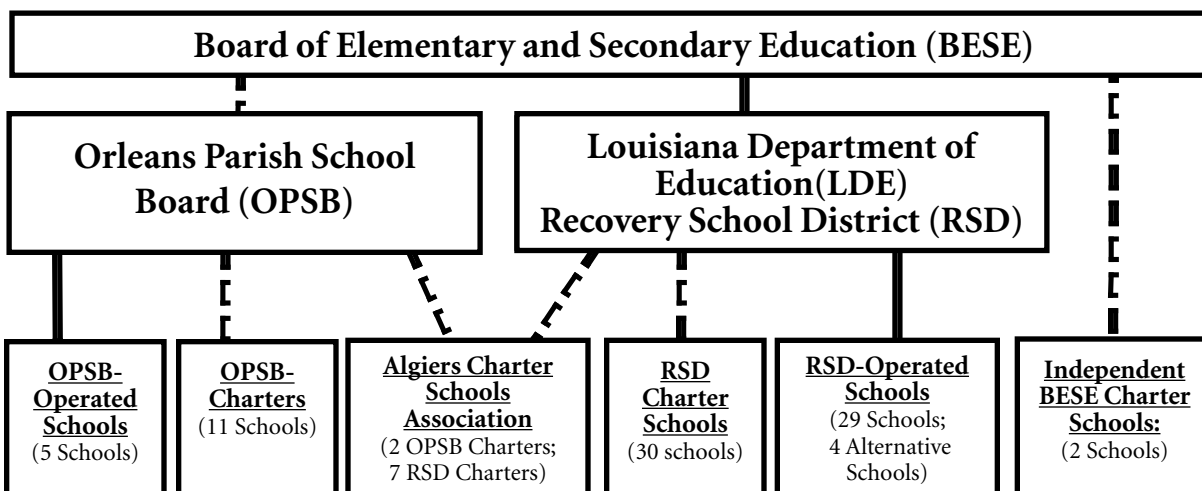 Board of Elementary and Secondary Education (BESE)
Orleans Parish School
Board (OPSB)
Louisiana Department of
Education(LDE)
Recovery School District (RSD)
OPSB-
Operated
Schools
(5 Schools)
OPSB-
Charters
(11 Schools)
Algiers Charter
Schools
Association
(2 OPSB Charters;
7 RSD Charters)
RSD
Charter
Schools
(30 schools)
RSD-Operated
Schools
(29 Schools;
4 Alternative
Schools)
Independent
BESE Charter
Schools:
(2 Schools)